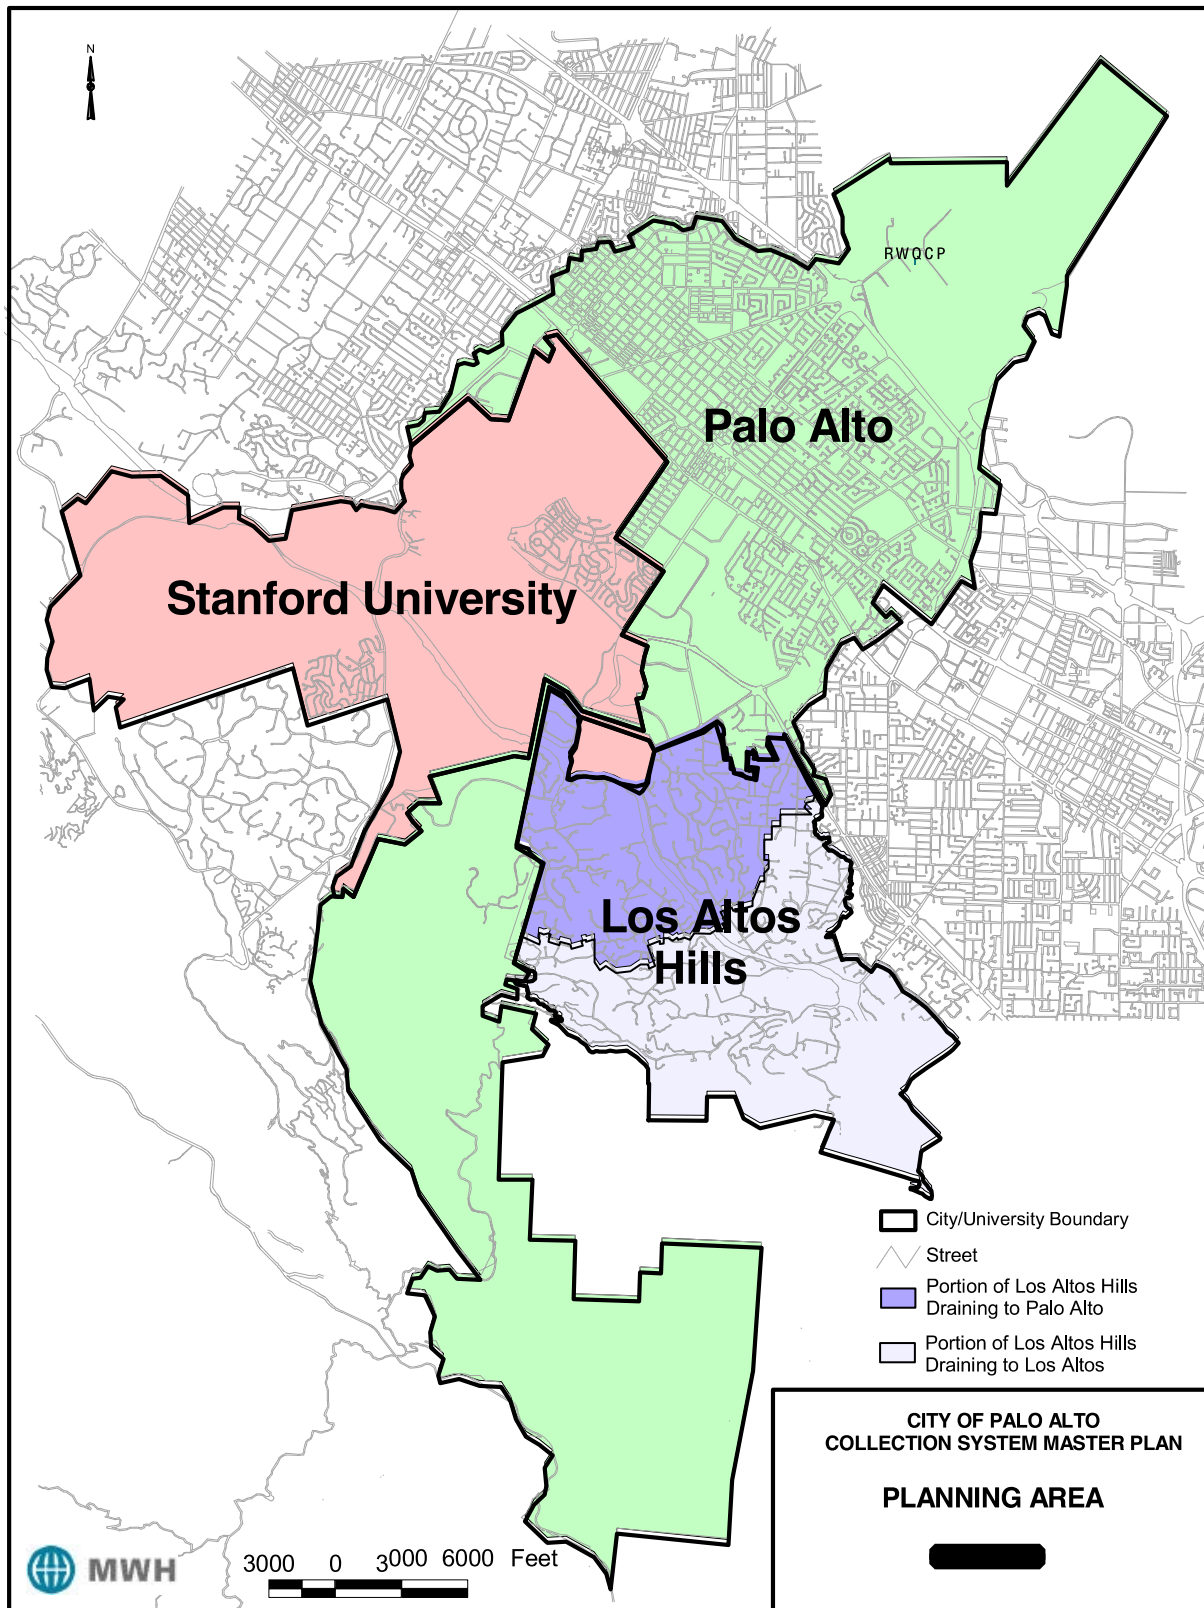 N
RWQCP
Palo Alto
Stanford University
Los Altos
Hills
City/University Boundary
Street
Portion of Los Altos Hills
Draining to Palo Alto
Portion of Los Altos Hills
Draining to Los Altos
CITY OF PALO ALTO
COLLECTION SYSTEM MASTER PLAN
PLANNING AREA
MWH
3000 0 3000 6000 Feet